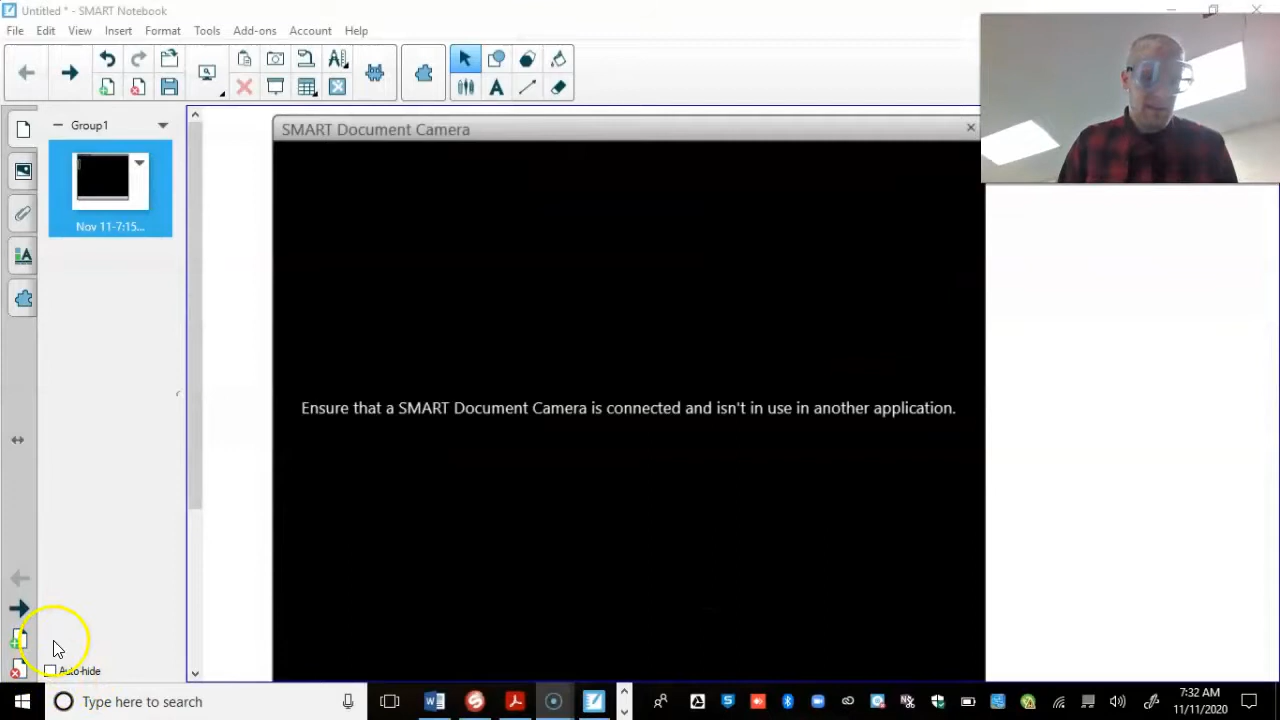 Untitled * - SMART Notebook
File Edit View Insert Format Tools Add-ons Account Help
Group1
SMART Document Camera
Nov 11-7:15...
Ensure that a SMART Document Camera is connected and isn't in use in another application.
Auto-hide
Type here to search
7:32 AM
11/11/2020